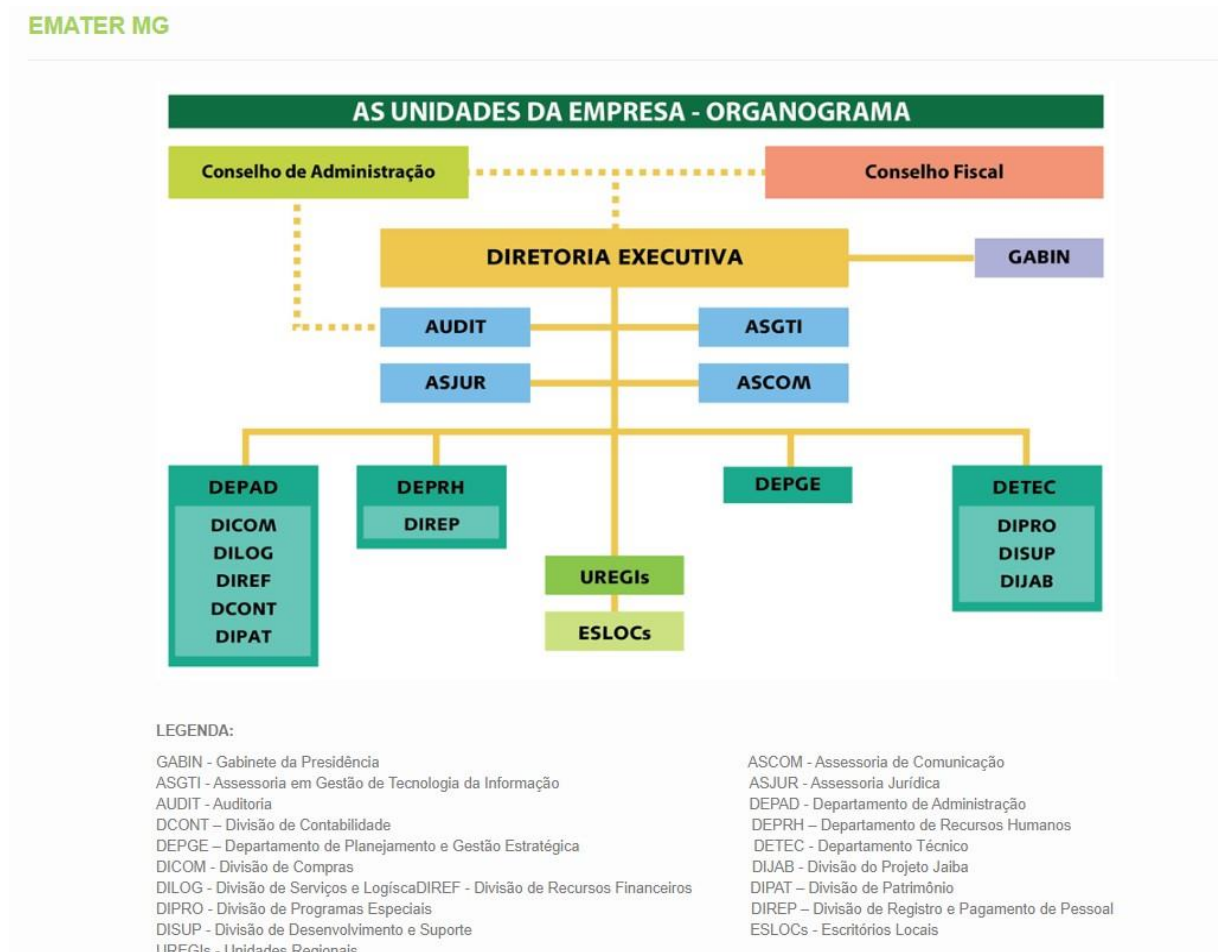 EMATER MG
AS UNIDADES DA EMPRESA - ORGANOGRAMA
Conselho de Administração
Conselho Fiscal
DIRETORIA EXECUTIVA
GABIN
AUDIT
ASGTI
ASJUR
ASCOM
DEPAD
DICOM
DILOG
DIREF
DCONT
DIPAT
DEPRH
DIREP
DEPGE
DETEC
DIPRO
DISUP
DIJAB
UREGIs
ESLOCs
LEGENDA:
GABIN - Gabinete da Presidência
ASGTI - Assessoria em Gestão de Tecnologia da Informação
AUDIT - Auditoria
DCONT – Divisão de Contabilidade
DEPGE – Departamento de Planejamento e Gestão Estratégica
DICOM - Divisão de Compras
DILOG - Divisão de Serviços e LogíscaDIREF - Divisão de Recursos Financeiros
DIPRO - Divisão de Programas Especiais
DISUP - Divisão de Desenvolvimento e Suporte
UREGIs - Unidades Regionais
ASCOM - Assessoria de Comunicação
ASJUR - Assessoria Jurídica
DEPAD - Departamento de Administração
DEPRH – Departamento de Recursos Humanos
DETEC - Departamento Técnico
DIJAB - Divisão do Projeto Jaiba
DIPAT – Divisão de Patrimônio
DIREP – Divisão de Registro e Pagamento de Pessoal
ESLOCs - Escritórios Locais